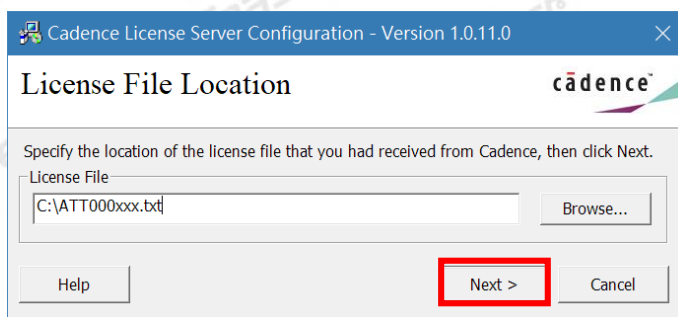 Cadence License Server Configuration - Version 1.0.11.0
License File Location
cādence™
Specify the location of the license file that you had received from Cadence, then click Next.
License File
C:\ATT000xxx.txt
Browse...
Help
Next >
Cancel